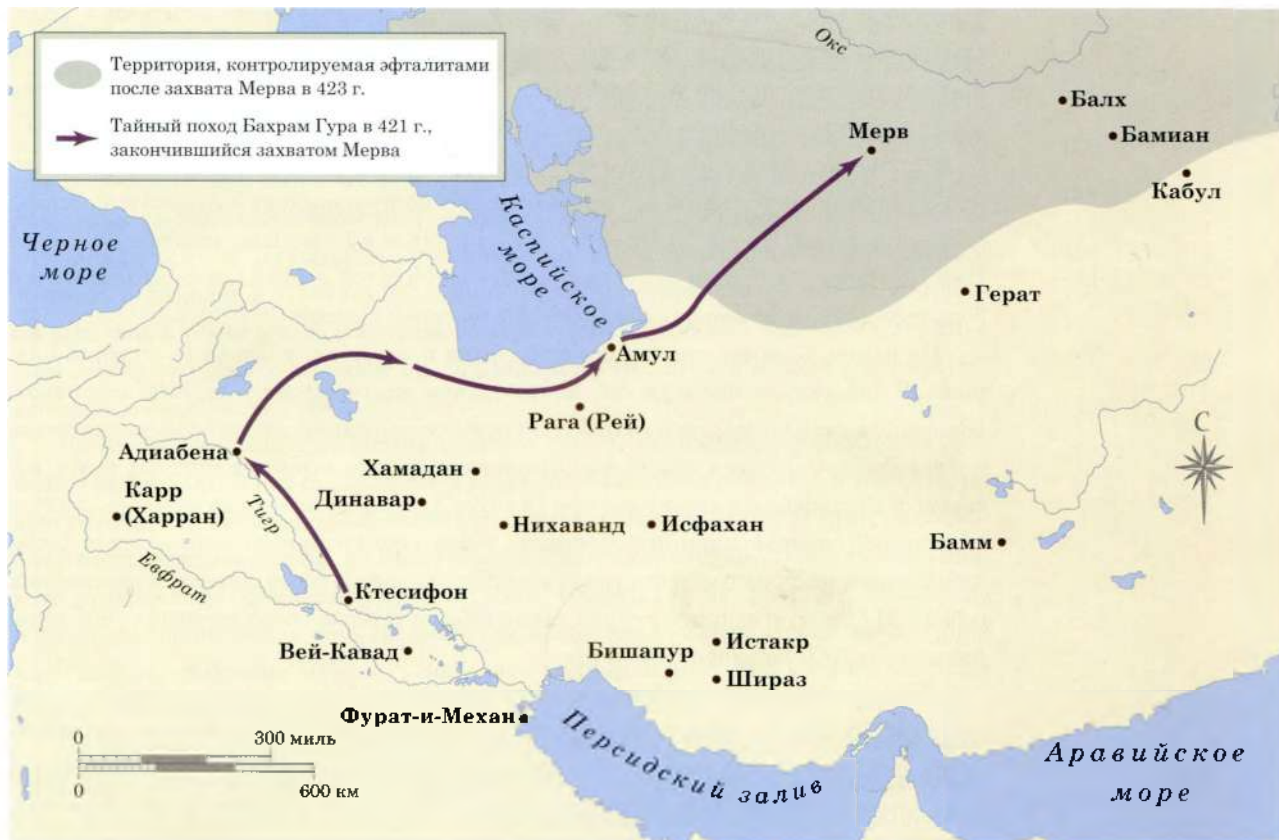 Территория, контролируемая эфталитами
после захвата Мерва в 423 г.
Тайный поход Бахрам Гура в 421 г.,
закончившийся захватом Мерва
Окс
Балх
Мерв
Бамиан
Кабул
Каспийское
море
Черное
море
Герат
Амул
Рага (Рей)
С
Адиабена
Хамадан
Карр
(Харран)
Динавар
Тигр
Нихаванд
Исфахан
Бамм
Евфрат
Ктесифон
Вей-Кавад
Бишапур
Истакр
Шираз
Фурат-и-Механ
Персидский залив
Аравийское
море
0 300 миль
0 600 км